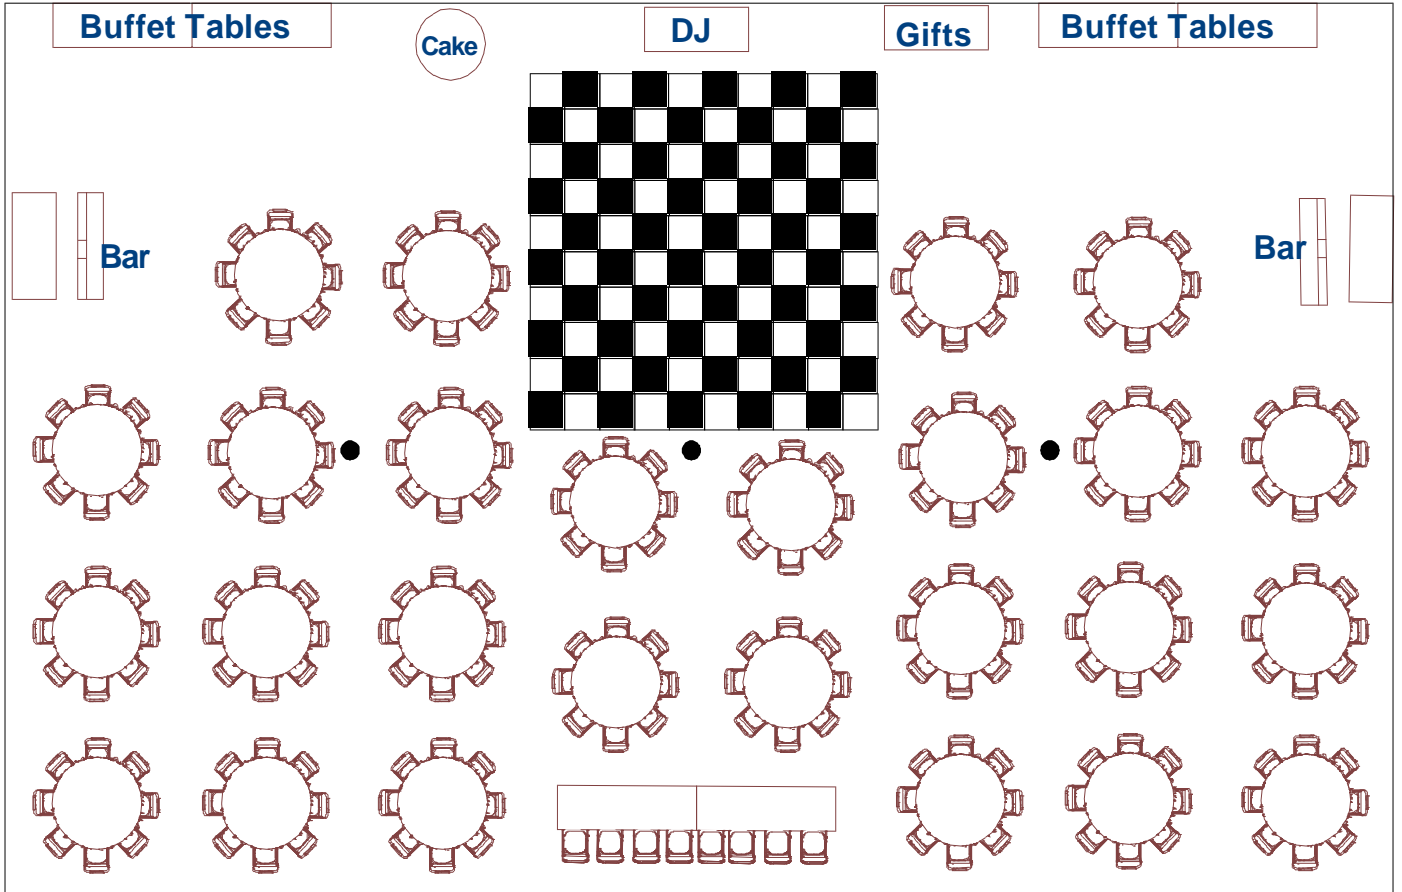 Buffet Tables
Cake
DJ
Gifts
Buffet Tables
Bar
Bar